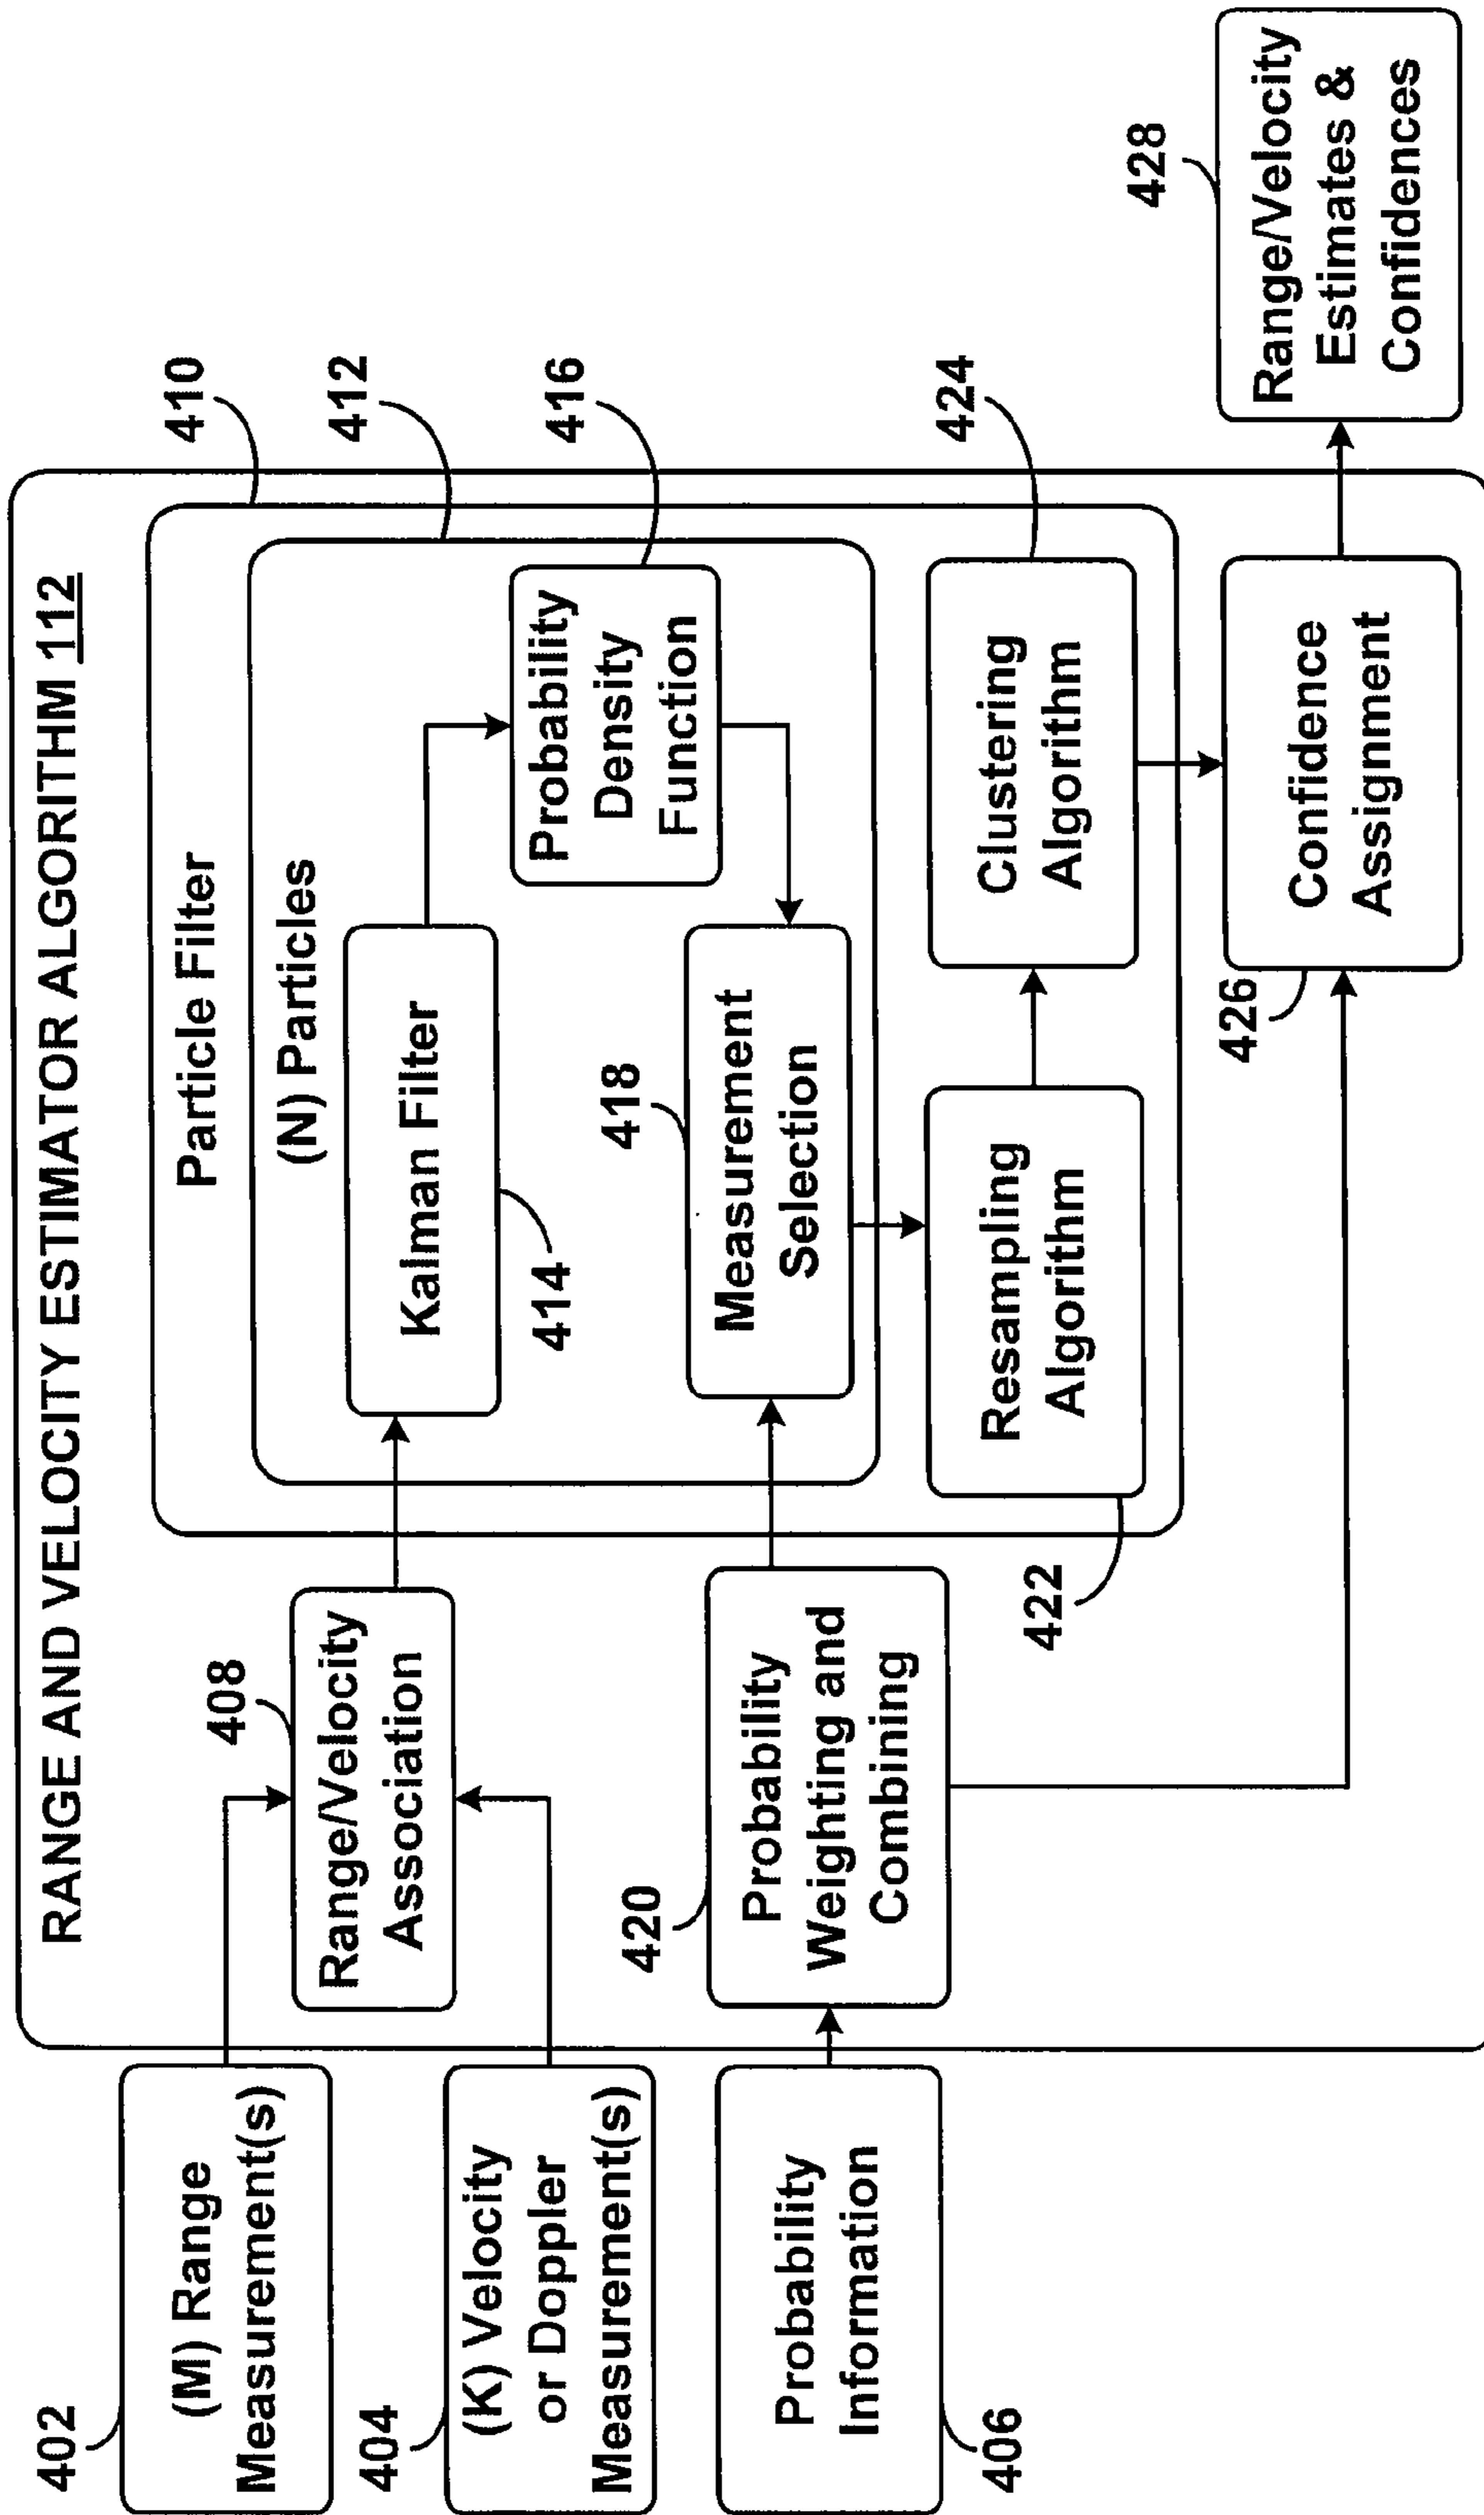 RANGE AND VELOCITY ESTIMATOR ALGORITHM 112
402
(M) Range
Measurement(s)
404
(K) Velocity
or Doppler
Measurement(s)
Probability
Information
406
408
Range/Velocity
Association
420
Probability
Weighting and
Combining
Particle Filter
410
(N) Particles
412
Kalman Filter
414
Probability
Density
Function
416
418
Measurement
Selection
Resampling
Algorithm
422
Clustering
Algorithm
424
426
Confidence
Assignment
428
Range/Velocity
Estimates &
Confidences